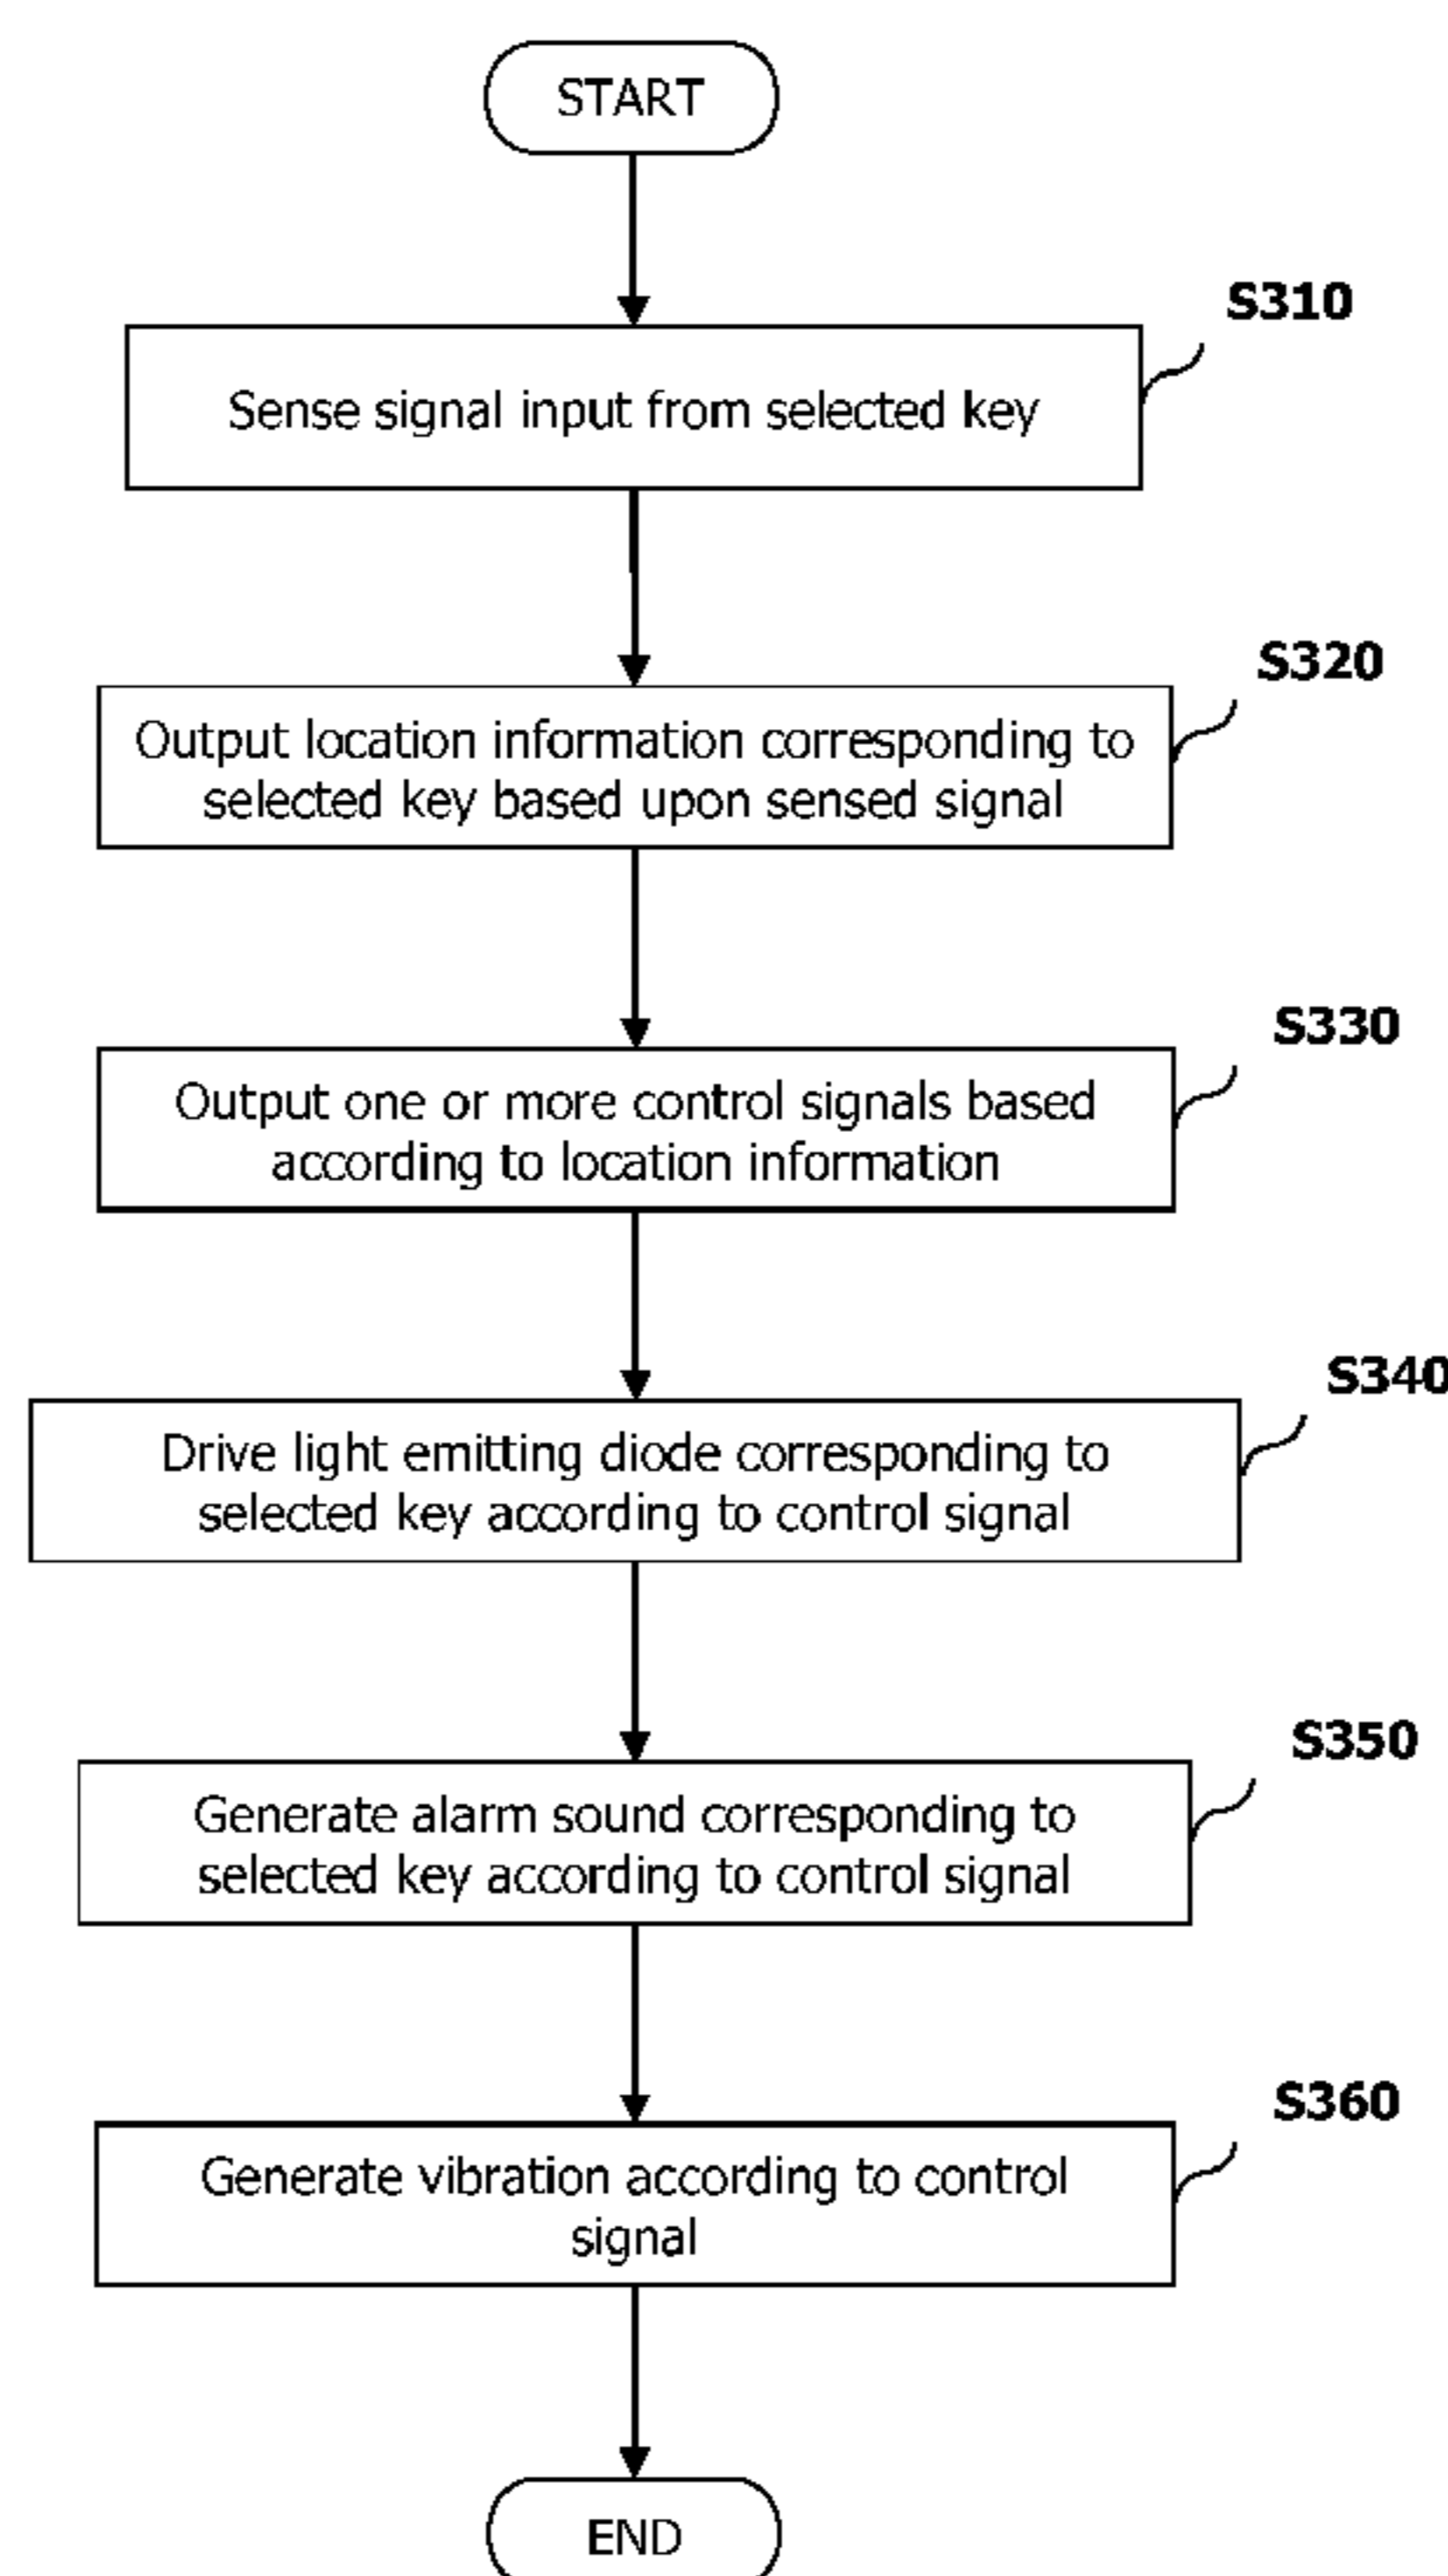 START
S310
Sense signal input from selected key
S320
Output location information corresponding to
selected key based upon sensed signal
S330
Output one or more control signals based
according to location information
S340
Drive light emitting diode corresponding to
selected key according to control signal
S350
Generate alarm sound corresponding to
selected key according to control signal
S360
Generate vibration according to control
signal
END